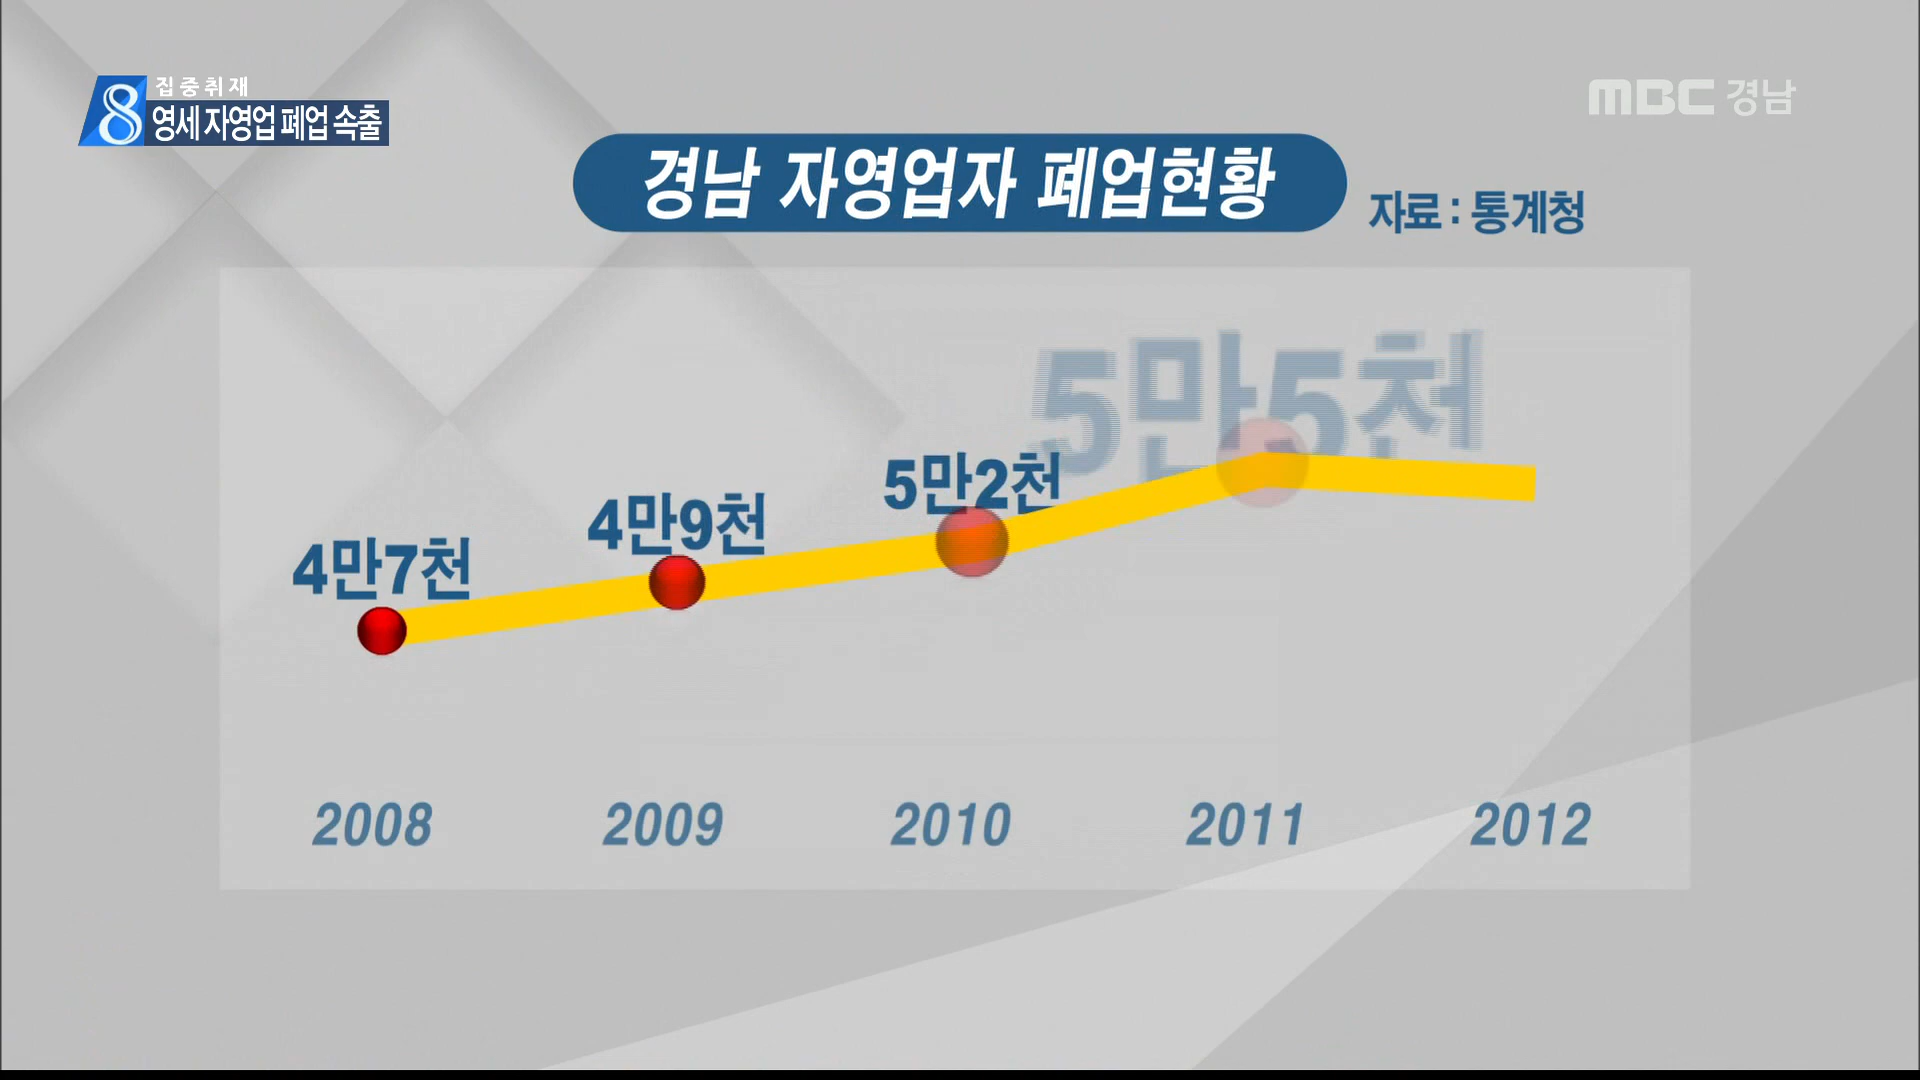 집중취재
8 영세 자영업 폐업 속출
MBC 경남
경남 자영업자 폐업현황
자료 : 통계청
5만5천
5만2천
4만9천
4만7천
2008 2009 2010 2011 2012